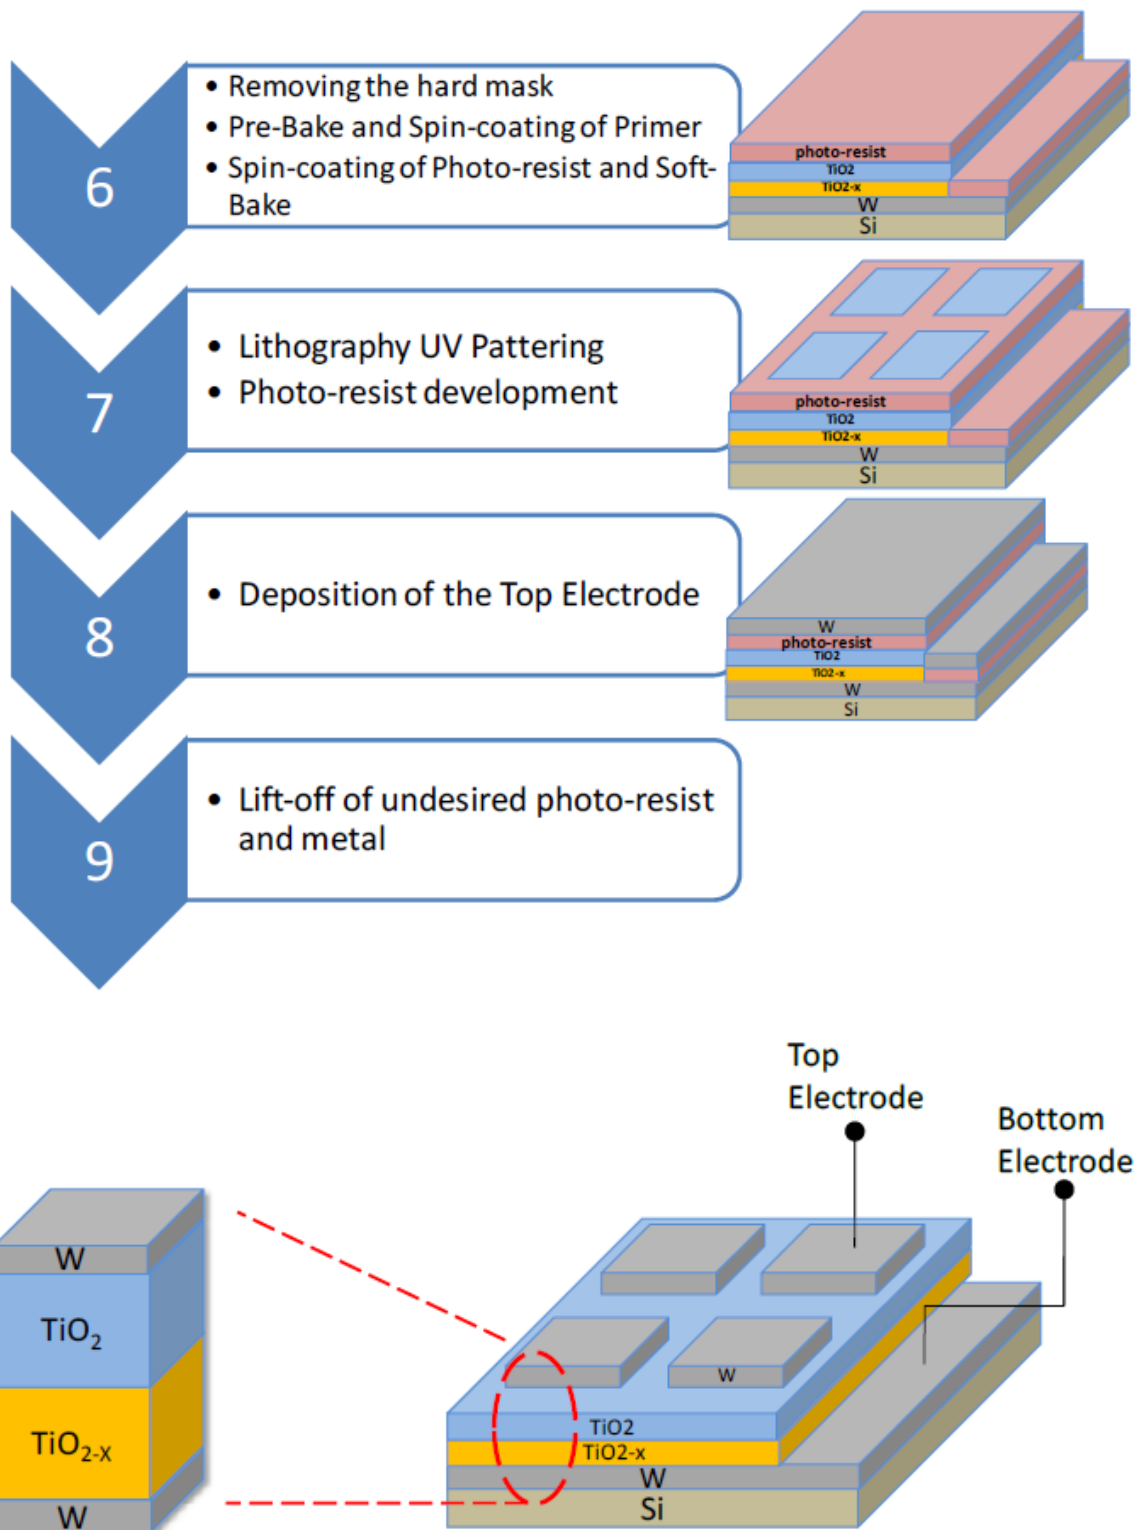 6
• Removing the hard mask
• Pre-Bake and Spin-coating of Primer
• Spin-coating of Photo-resist and Soft-
Bake
photo-resist
TiO2
TiO2-x
W
Si
7
• Lithography UV Pattering
• Photo-resist development
photo-resist
TiO2
TiO2-x
W
Si
8
• Deposition of the Top Electrode
W
photo-resist
TiO2
TiO2-x
W
Si
9
• Lift-off of undesired photo-resist
and metal
Top
Electrode
Bottom
Electrode
W
TiO₂
TiO₂₋ₓ
W
W
TiO2
TiO2-x
W
Si